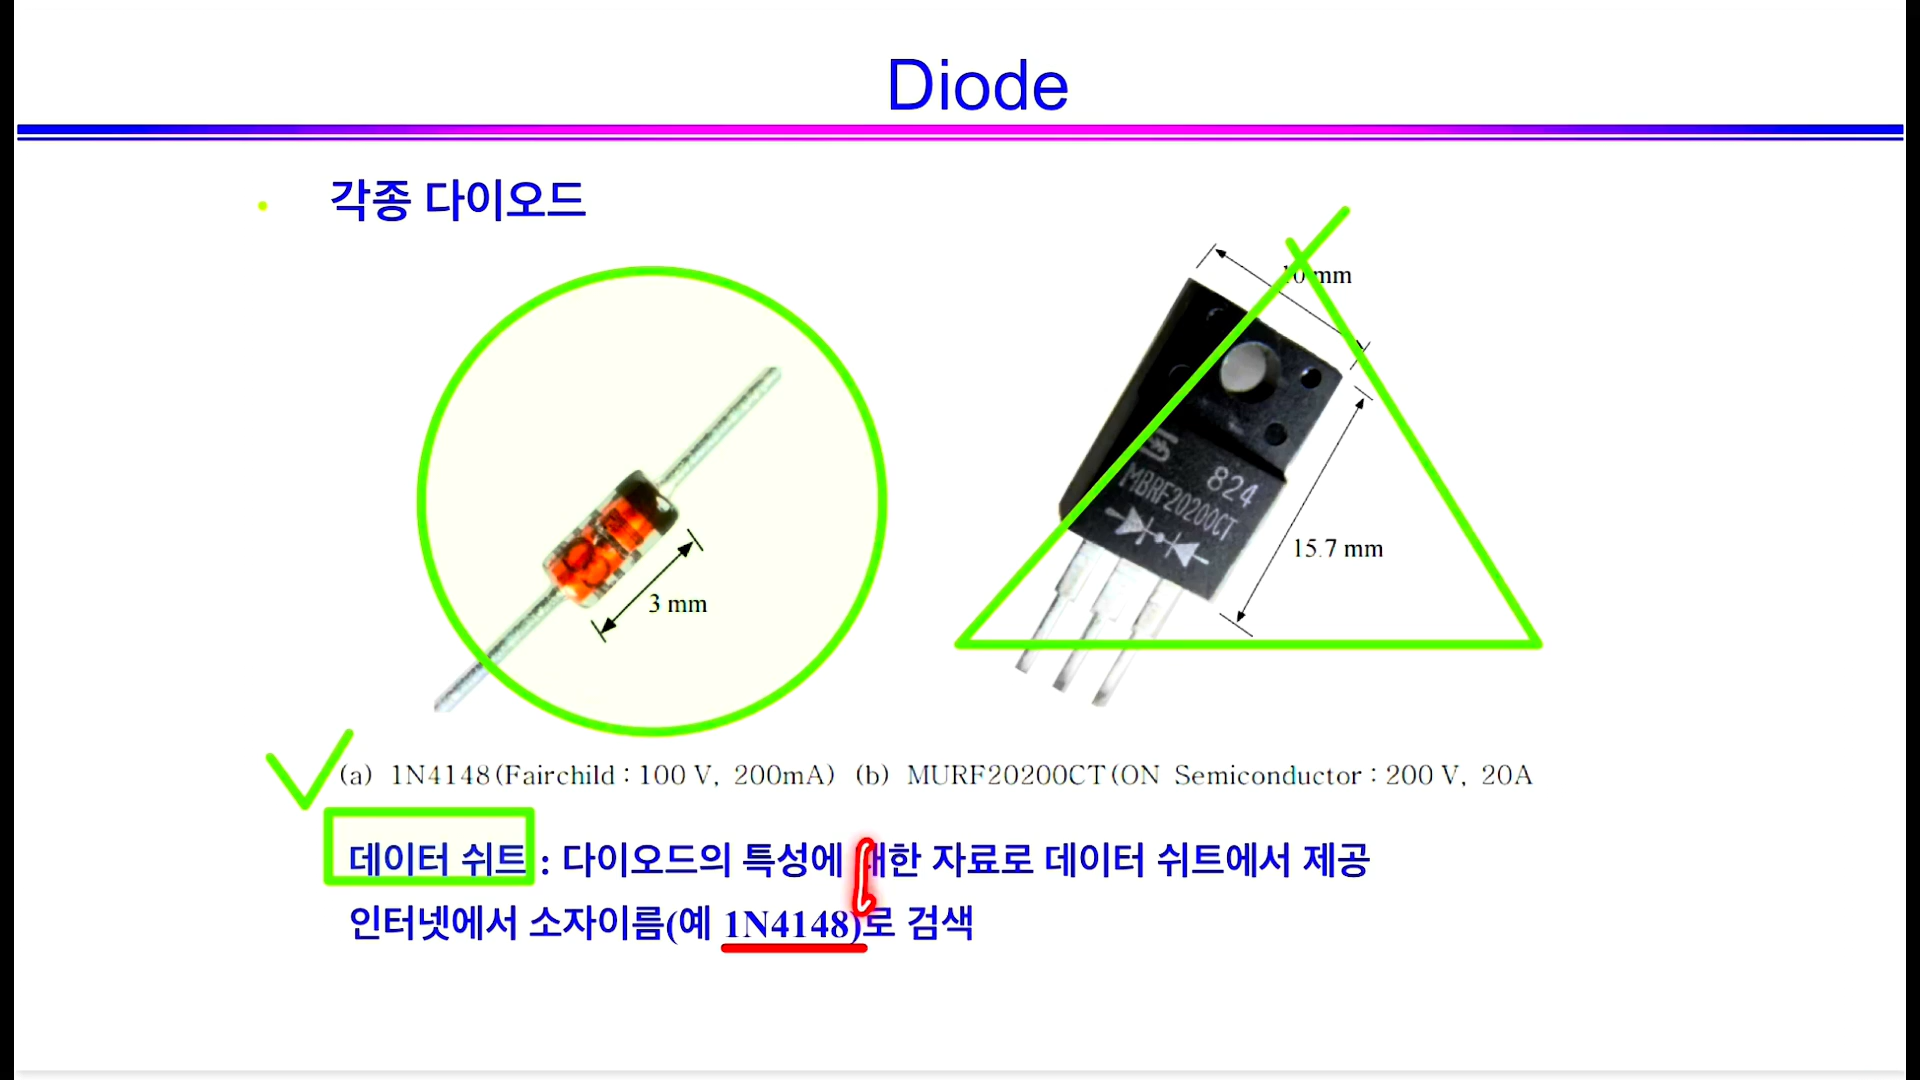 Diode
각종 다이오드
10 mm
824
MBRF20200CT
15.7 mm
3 mm
(a) 1N4148(Fairchild : 100 V, 200mA) (b) MURF20200CT(ON Semiconductor : 200 V, 20A
데이터 쉬트 : 다이오드의 특성에 대한 자료로 데이터 쉬트에서 제공
인터넷에서 소자이름(예 1N4148)로 검색